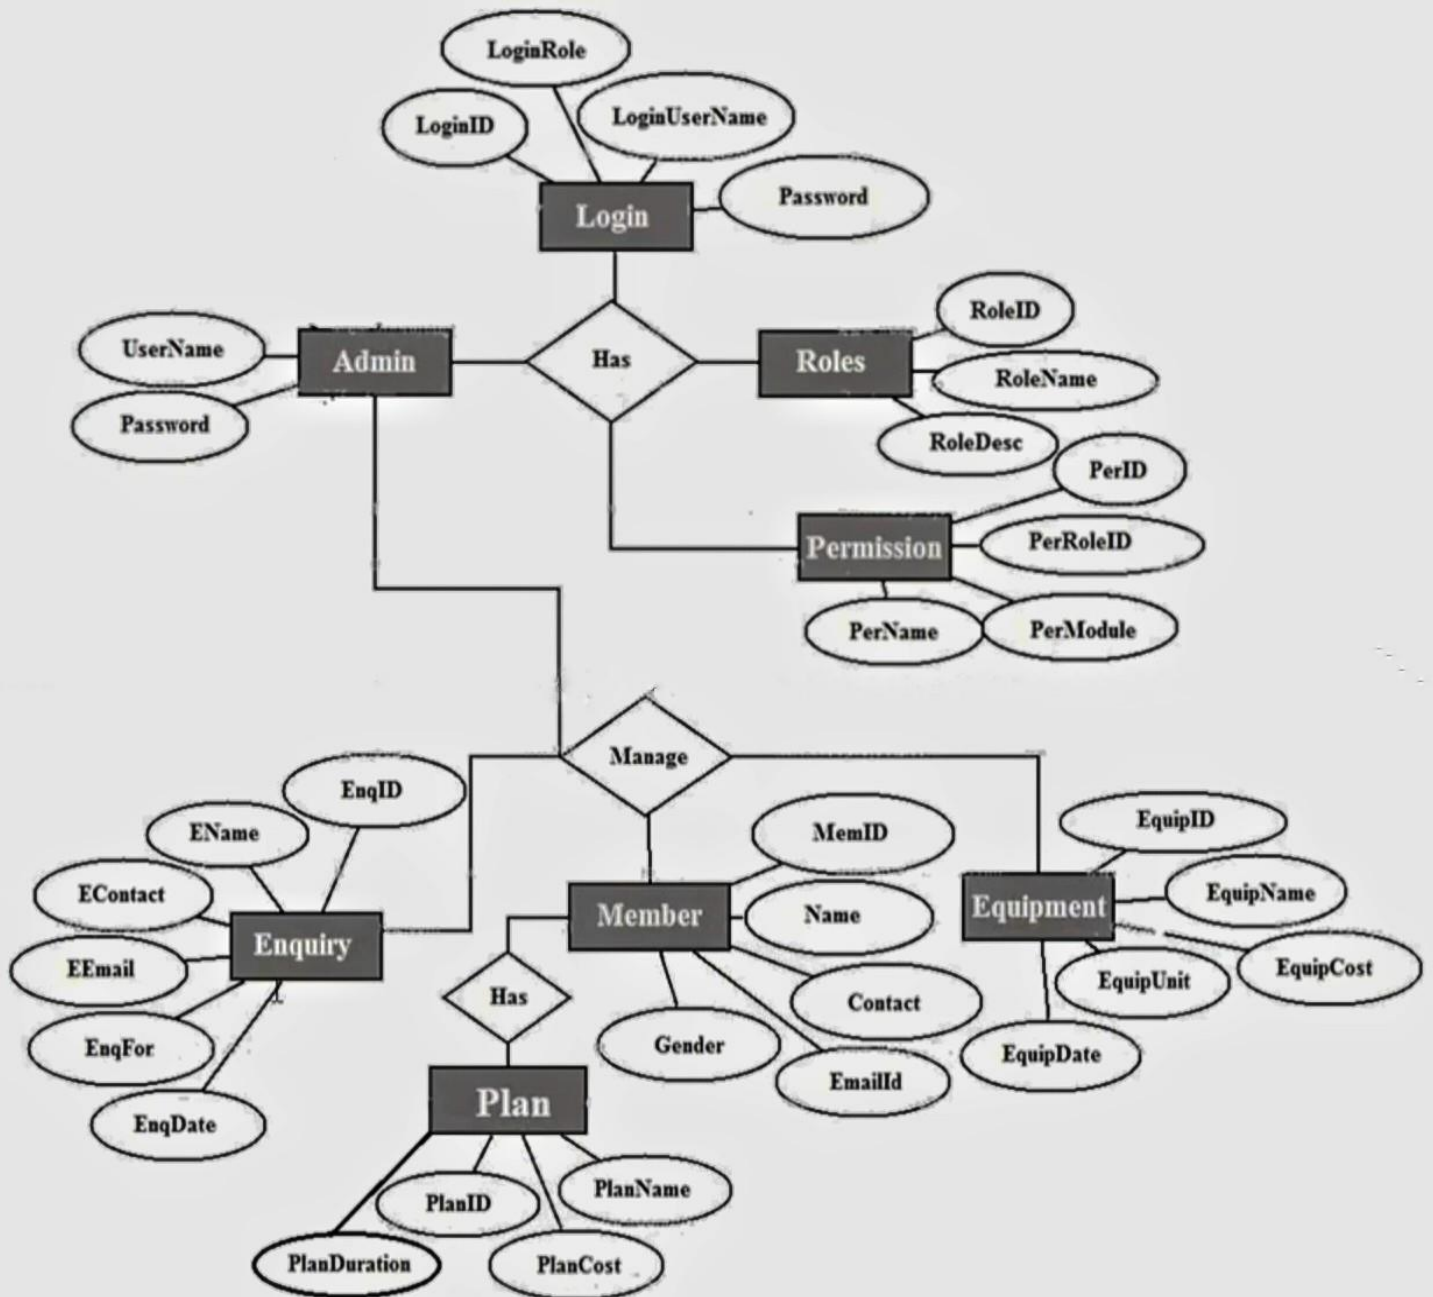 LoginRole
LoginID
LoginUserName
Password
Login
UserName
Password
Admin
Has
Roles
RoleID
RoleName
RoleDesc
PerID
Permission
PerRoleID
PerName
PerModule
Manage
EnqID
EName
EContact
EEmail
EnqFor
EnqDate
Enquiry
Member
MemID
Name
Contact
EmailId
Gender
Equipment
EquipID
EquipName
EquipCost
EquipUnit
EquipDate
Has
Plan
PlanID
PlanName
PlanDuration
PlanCost